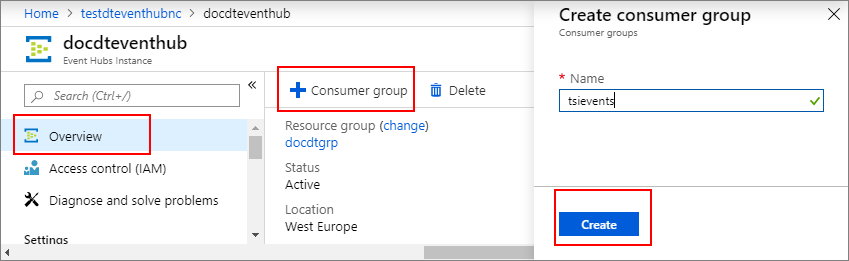 Home > testdteventhubnc > docdteventhub
docdteventhub
Event Hubs Instance
Search (Ctrl+/)
Overview
Access control (IAM)
Diagnose and solve problems
Settings
Consumer group
Delete
Resource group (change)
docdtgrp
Status
Active
Location
West Europe
Create consumer group
Consumer groups
* Name
tsievents
Create